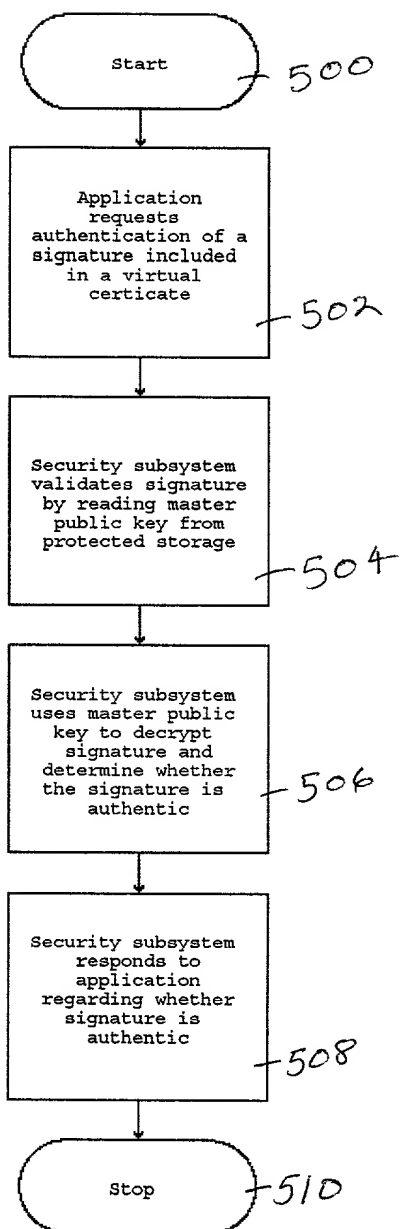 Start
500
Application
requests
authentication of a
signature included
in a virtual
certicate
502
Security subsystem
validates signature
by reading master
public key from
protected storage
504
Security subsystem
uses master public
key to decrypt
signature and
determine whether
the signature is
authentic
506
Security subsystem
responds to
application
regarding whether
signature is
authentic
508
Stop
510